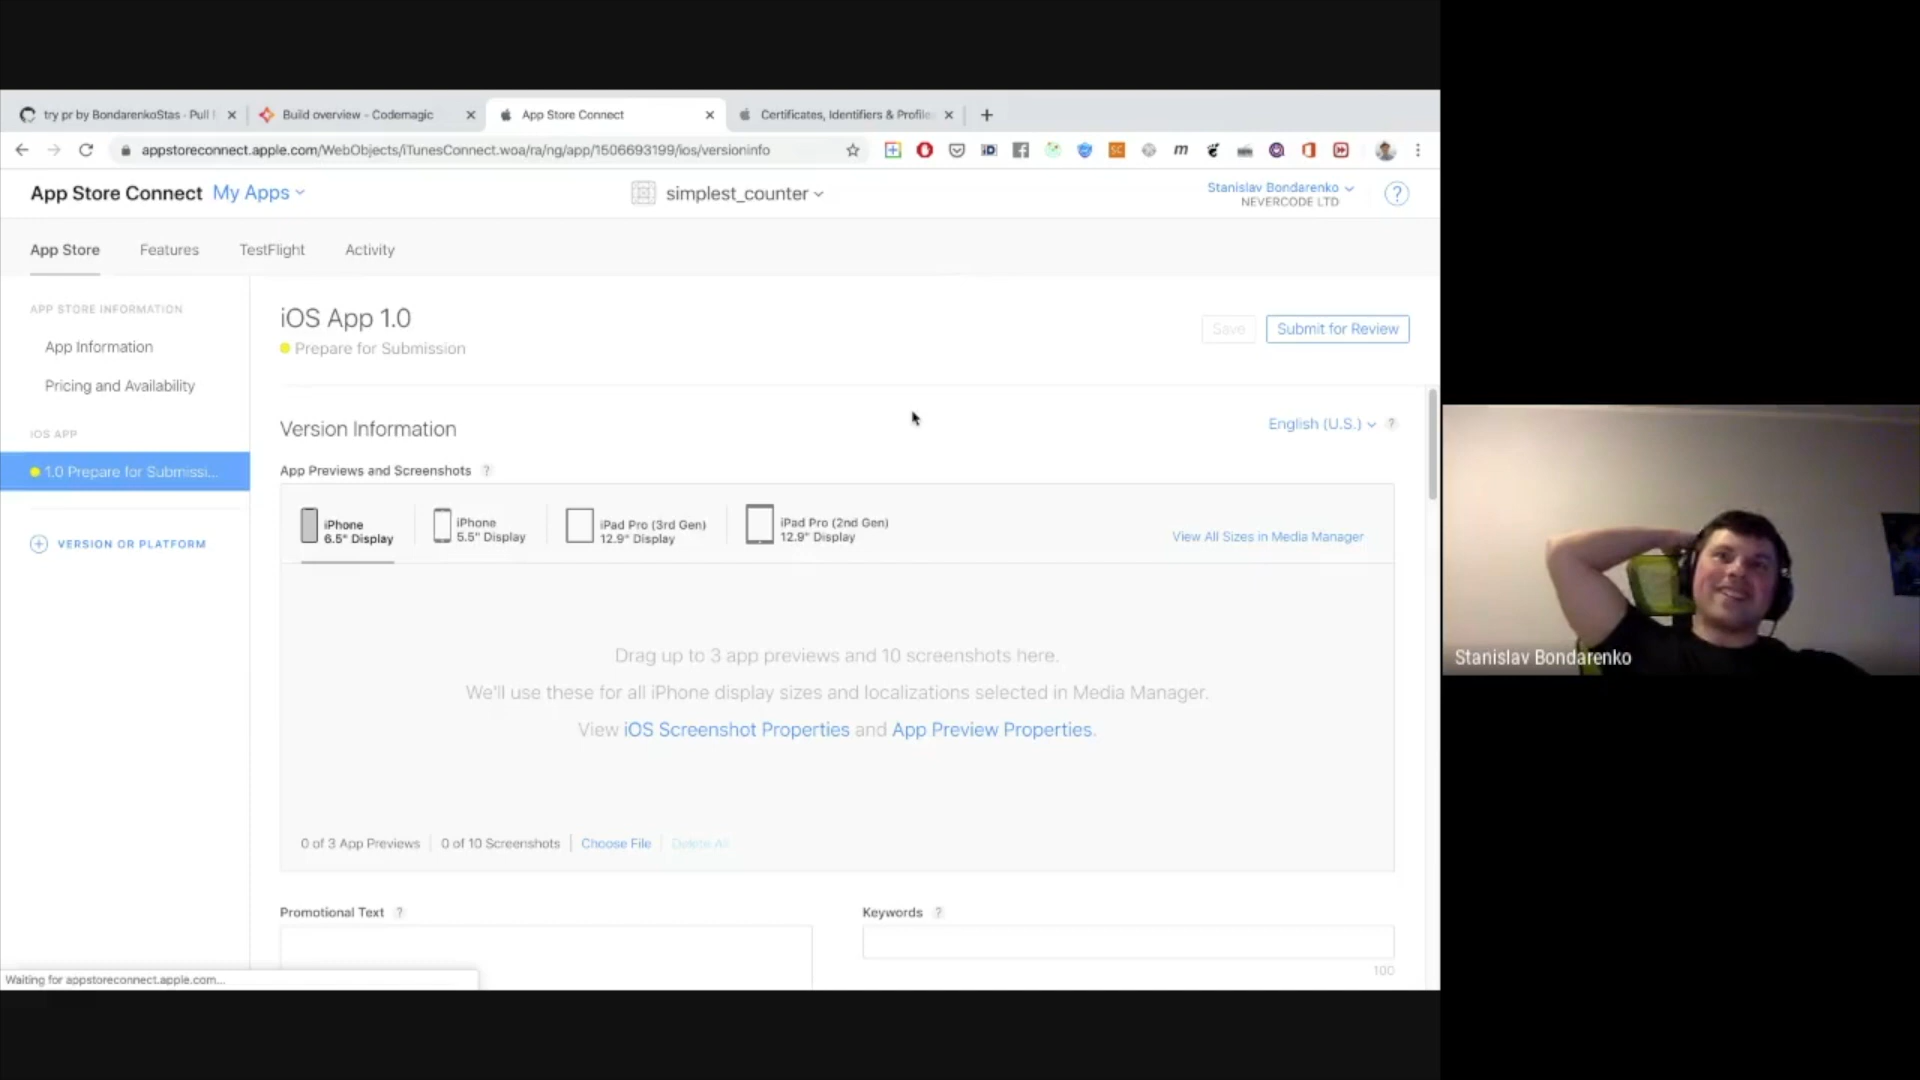 try pr by BondarenkoStas · Pull
Build overview - Codemagic
App Store Connect
Certificates, Identifiers & Profile
appstoreconnect.apple.com/WebObjects/iTunesConnect.woa/ra/ng/app/1506693199/ios/versioninfo
App Store Connect My Apps
simplest_counter
Stanislav Bondarenko
NEVERCODE LTD
?
App Store
Features
TestFlight
Activity
APP STORE INFORMATION
App Information
Pricing and Availability
IOS APP
1.0 Prepare for Submissi...
VERSION OR PLATFORM
iOS App 1.0
Prepare for Submission
Save
Submit for Review
Version Information
English (U.S.) ?
App Previews and Screenshots ?
iPhone
6.5" Display
iPhone
5.5" Display
iPad Pro (3rd Gen)
12.9" Display
iPad Pro (2nd Gen)
12.9" Display
View All Sizes in Media Manager
Drag up to 3 app previews and 10 screenshots here.
We'll use these for all iPhone display sizes and localizations selected in Media Manager.
View iOS Screenshot Properties and App Preview Properties.
0 of 3 App Previews
0 of 10 Screenshots
Choose File
Delete All
Promotional Text ?
Keywords ?
100
Waiting for appstoreconnect.apple.com...
Stanislav Bondarenko